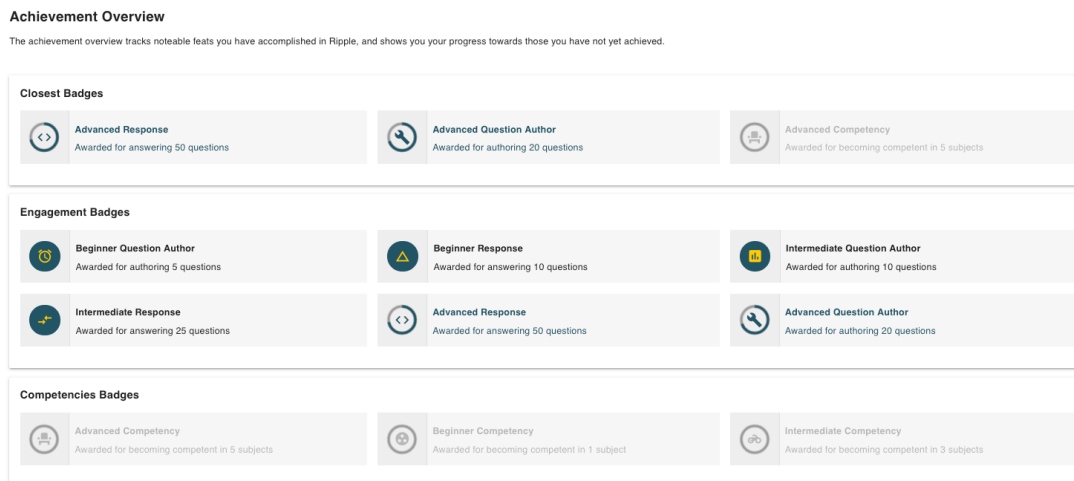 Achievement Overview
The achievement overview tracks noteable feats you have accomplished in Ripple, and shows you your progress towards those you have not yet achieved.
Closest Badges
Advanced Response
Awarded for answering 50 questions
Advanced Question Author
Awarded for authoring 20 questions
Advanced Competency
Awarded for becoming competent in 5 subjects
Engagement Badges
Beginner Question Author
Awarded for authoring 5 questions
Beginner Response
Awarded for answering 10 questions
Intermediate Question Author
Awarded for authoring 10 questions
Intermediate Response
Awarded for answering 25 questions
Advanced Response
Awarded for answering 50 questions
Advanced Question Author
Awarded for authoring 20 questions
Competencies Badges
Advanced Competency
Awarded for becoming competent in 5 subjects
Beginner Competency
Awarded for becoming competent in 1 subject
Intermediate Competency
Awarded for becoming competent in 3 subjects